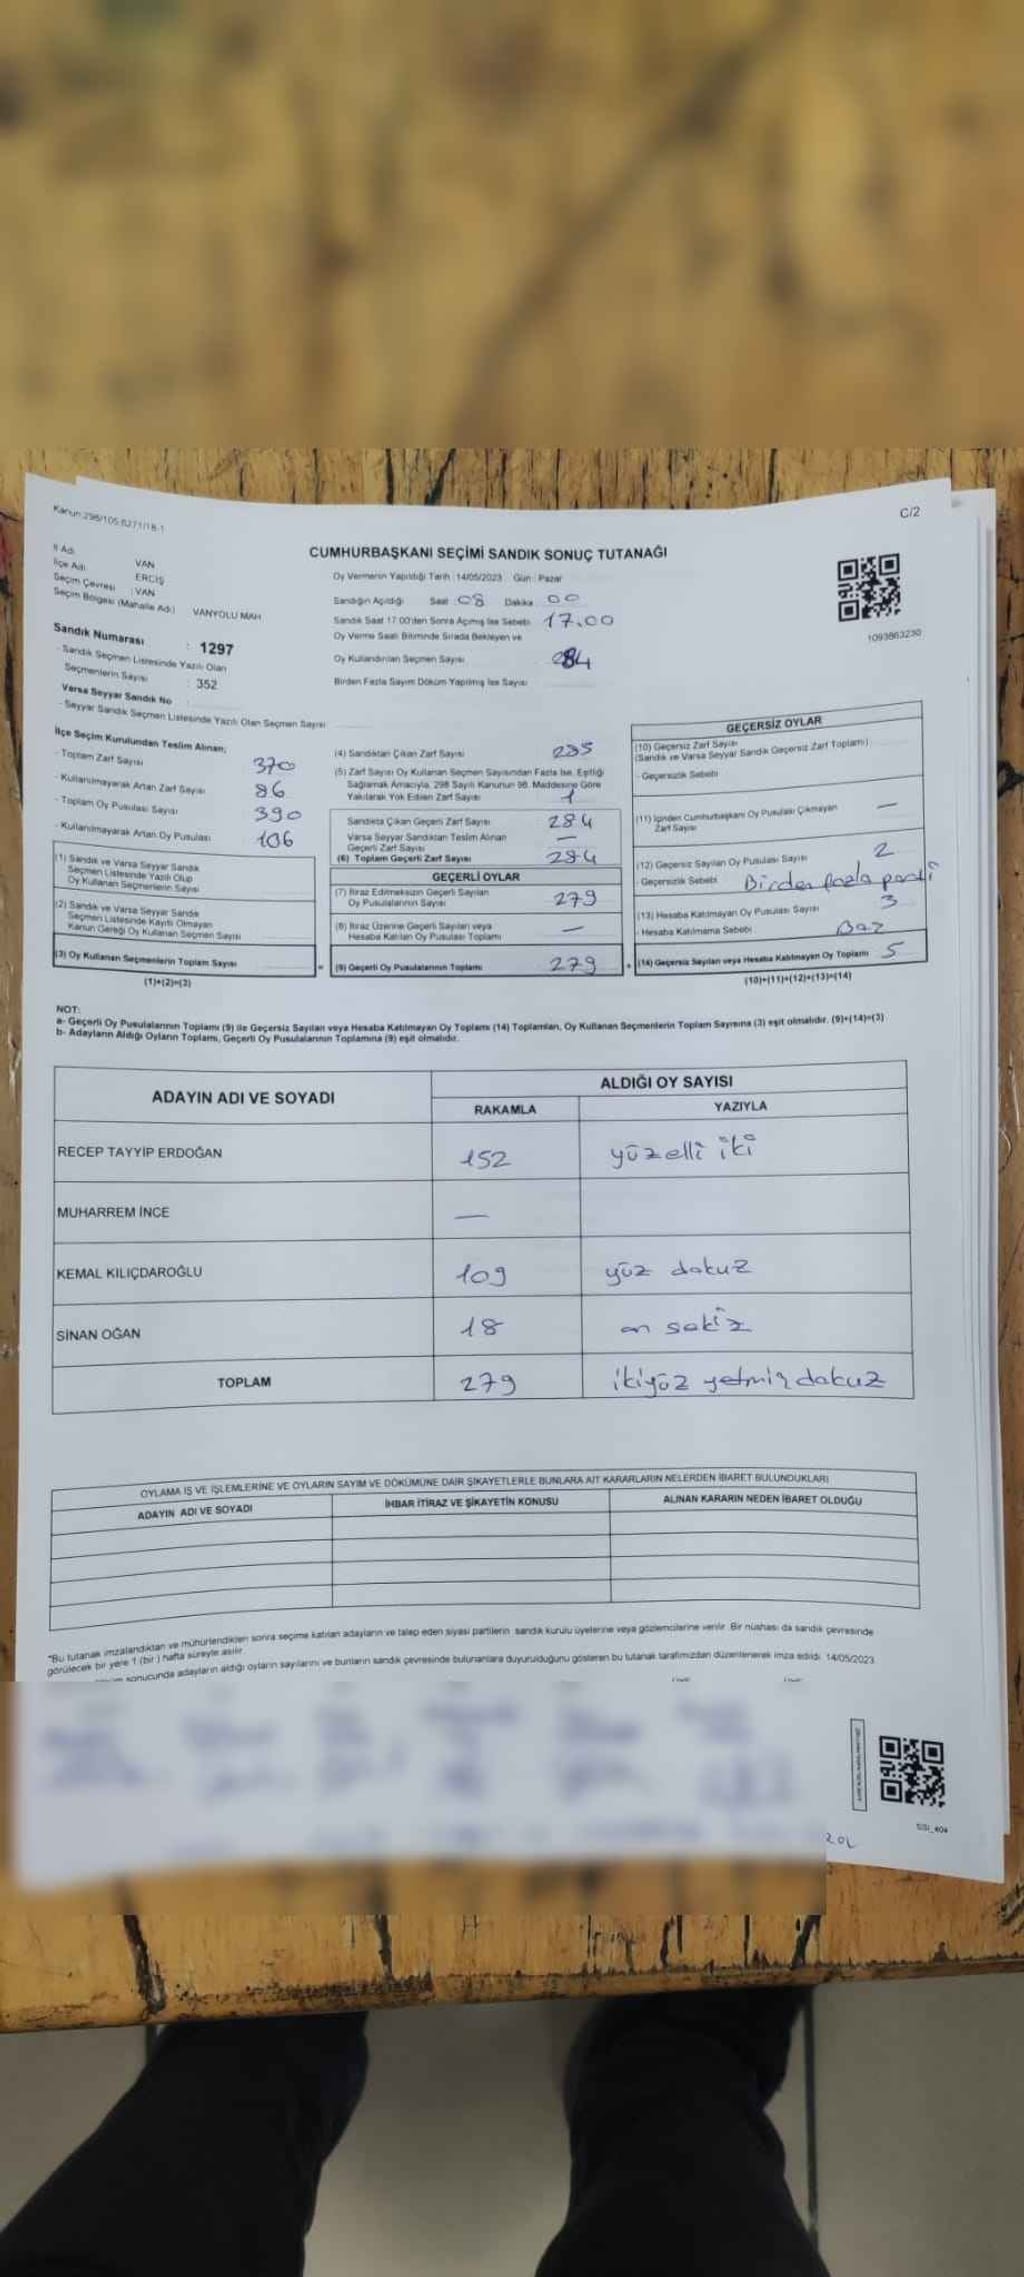 Kanun:298/105:6271/18-1
C/2
CUMHURBAŞKANI SEÇİMİ SANDIK SONUÇ TUTANAĞI
İl Adı VAN
İlçe Adı ERCİŞ
Seçim Çevresi : VAN
Seçim Bölgesi (Mahalle Adı) VANYOLU MAH
Oy Vermenin Yapıldığı Tarih : 14/05/2023 Gün : Pazar
Sandığın Açıldığı Saat 08 Dakika 00
Sandık Saat 17.00'den Sonra Açılmış İse Sebebi 17.00
Oy Verme Saati Bitiminde Sırada Bekleyen ve
Oy Kullandırılan Seçmen Sayısı 284
Birden Fazla Sayım Döküm Yapılmış İse Sayısı
1093863230
Sandık Numarası : 1297
- Sandık Seçmen Listesinde Yazılı Olan
Seçmenlerin Sayısı : 352
Varsa Seyyar Sandık No
- Seyyar Sandık Seçmen Listesinde Yazılı Olan Seçmen Sayısı
İlçe Seçim Kurulundan Teslim Alınan;
- Toplam Zarf Sayısı 370
- Kullanılmayarak Artan Zarf Sayısı 86
- Toplam Oy Pusulası Sayısı 390
- Kullanılmayarak Artan Oy Pusulası 106
(1) Sandık ve Varsa Seyyar Sandık
Seçmen Listesinde Yazılı Olup
Oy Kullanan Seçmenlerin Sayısı
(2) Sandık ve Varsa Seyyar Sandık
Seçmen Listesinde Kayıtlı Olmayan
Kanun Gereği Oy Kullanan Seçmen Sayısı
(3) Oy Kullanan Seçmenlerin Toplam Sayısı
(1)+(2)=(3)
=
(4) Sandıktan Çıkan Zarf Sayısı 285
(5) Zarf Sayısı Oy Kullanan Seçmen Sayısından Fazla İse, Eşitliği
Sağlamak Amacıyla, 298 Sayılı Kanunun 98. Maddesine Göre
Yakılarak Yok Edilen Zarf Sayısı 1
Sandıkta Çıkan Geçerli Zarf Sayısı 284
Varsa Seyyar Sandıktan Teslim Alınan
Geçerli Zarf Sayısı —
(6) Toplam Geçerli Zarf Sayısı 284
GEÇERLİ OYLAR
(7) İtiraz Edilmeksizin Geçerli Sayılan
Oy Pusulalarının Sayısı 279
(8) İtiraz Üzerine Geçerli Sayılan veya
Hesaba Katılan Oy Pusulası Toplamı —
(9) Geçerli Oy Pusulalarının Toplamı 279
+
GEÇERSİZ OYLAR
(10) Geçersiz Zarf Sayısı
(Sandık ve Varsa Seyyar Sandık Geçersiz Zarf Toplamı)
- Geçersizlik Sebebi
(11) İçinden Cumhurbaşkanı Oy Pusulası Çıkmayan
Zarf Sayısı —
(12) Geçersiz Sayılan Oy Pusulası Sayısı 2
- Geçersizlik Sebebi Birden fazla parti
(13) Hesaba Katılmayan Oy Pusulası Sayısı 3
- Hesaba Katılmama Sebebi
(14) Geçersiz Sayılan veya Hesaba Katılmayan Oy Toplamı 5
(10)+(11)+(12)+(13)=(14)
NOT:
a- Geçerli Oy Pusulalarının Toplamı (9) ile Geçersiz Sayılan veya Hesaba Katılmayan Oy Toplamı (14) Toplamları, Oy Kullanan Seçmenlerin Toplam Sayısına (3) eşit olmalıdır. (9)+(14)=(3)
b- Adayların Aldığı Oyların Toplamı, Geçerli Oy Pusulalarının Toplamına (9) eşit olmalıdır.
ADAYIN ADI VE SOYADI
ALDIĞI OY SAYISI
RAKAMLA YAZIYLA
RECEP TAYYİP ERDOĞAN 152 yüzelli iki
MUHARREM İNCE —
KEMAL KILIÇDAROĞLU 109 yüz dokuz
SİNAN OĞAN 18 on sekiz
TOPLAM 279 ikiyüz yetmiş dokuz
OYLAMA İŞ VE İŞLEMLERİNE VE OYLARIN SAYIM VE DÖKÜMÜNE DAİR ŞİKAYETLERLE BUNLARA AİT KARARLARIN NELERDEN İBARET BULUNDUKLARI
ADAYIN ADI VE SOYADI İHBAR İTİRAZ VE ŞİKAYETİN KONUSU ALINAN KARARIN NEDEN İBARET OLDUĞU
"Bu tutanak imzalandıktan ve mühürlendikten sonra seçime katılan adayların ve talep eden siyasi partilerin sandık kurulu üyelerine veya gözlemcilerine verilir. Bir nüshası da sandık çevresinde
görülecek bir yere 1 (bir) hafta süreyle asılır.
sonucunda adayların aldığı oyların sayılarını ve bunların sandık çevresinde bulunanlara duyurulduğunu gösteren bu tutanak tarafımızdan düzenlenerek imza edildi. 14/05/2023